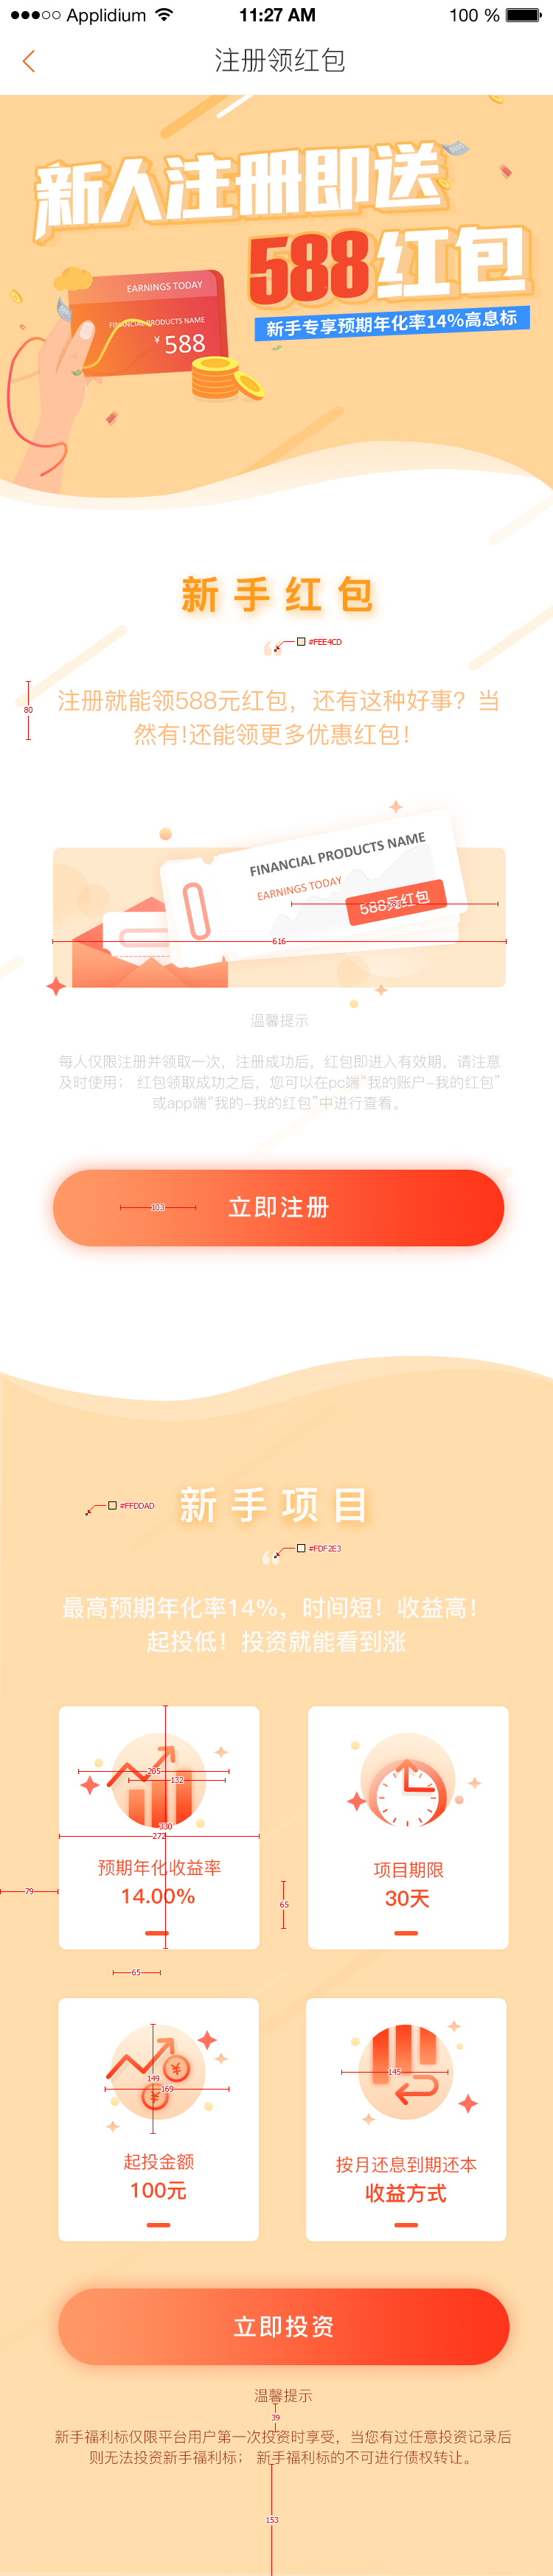 Applidium 11:27 AM 100 %
注册领红包
新人注册即送
588红包
新手专享预期年化率14%高息标
EARNINGS TODAY
FINANCIAL PRODUCTS NAME
¥ 588
新手红包
#FEE4CD
注册就能领588元红包，还有这种好事？当
然有!还能领更多优惠红包！
80
FINANCIAL PRODUCTS NAME
EARNINGS TODAY
588元红包
616
温馨提示
每人仅限注册并领取一次，注册成功后，红包即进入有效期，请注意
及时使用； 红包领取成功之后，您可以在pc端“我的账户-我的红包”
或app端“我的-我的红包”中进行查看。
立即注册
103
新手项目
#FFDDAD
#FDF2E3
最高预期年化率14%，时间短！收益高！
起投低！投资就能看到涨
205
132
330
272
预期年化收益率
14.00%
项目期限
30天
79
65
65
149
169
145
起投金额
100元
按月还息到期还本
收益方式
立即投资
温馨提示
39
新手福利标仅限平台用户第一次投资时享受，当您有过任意投资记录后
则无法投资新手福利标； 新手福利标的不可进行债权转让。
153